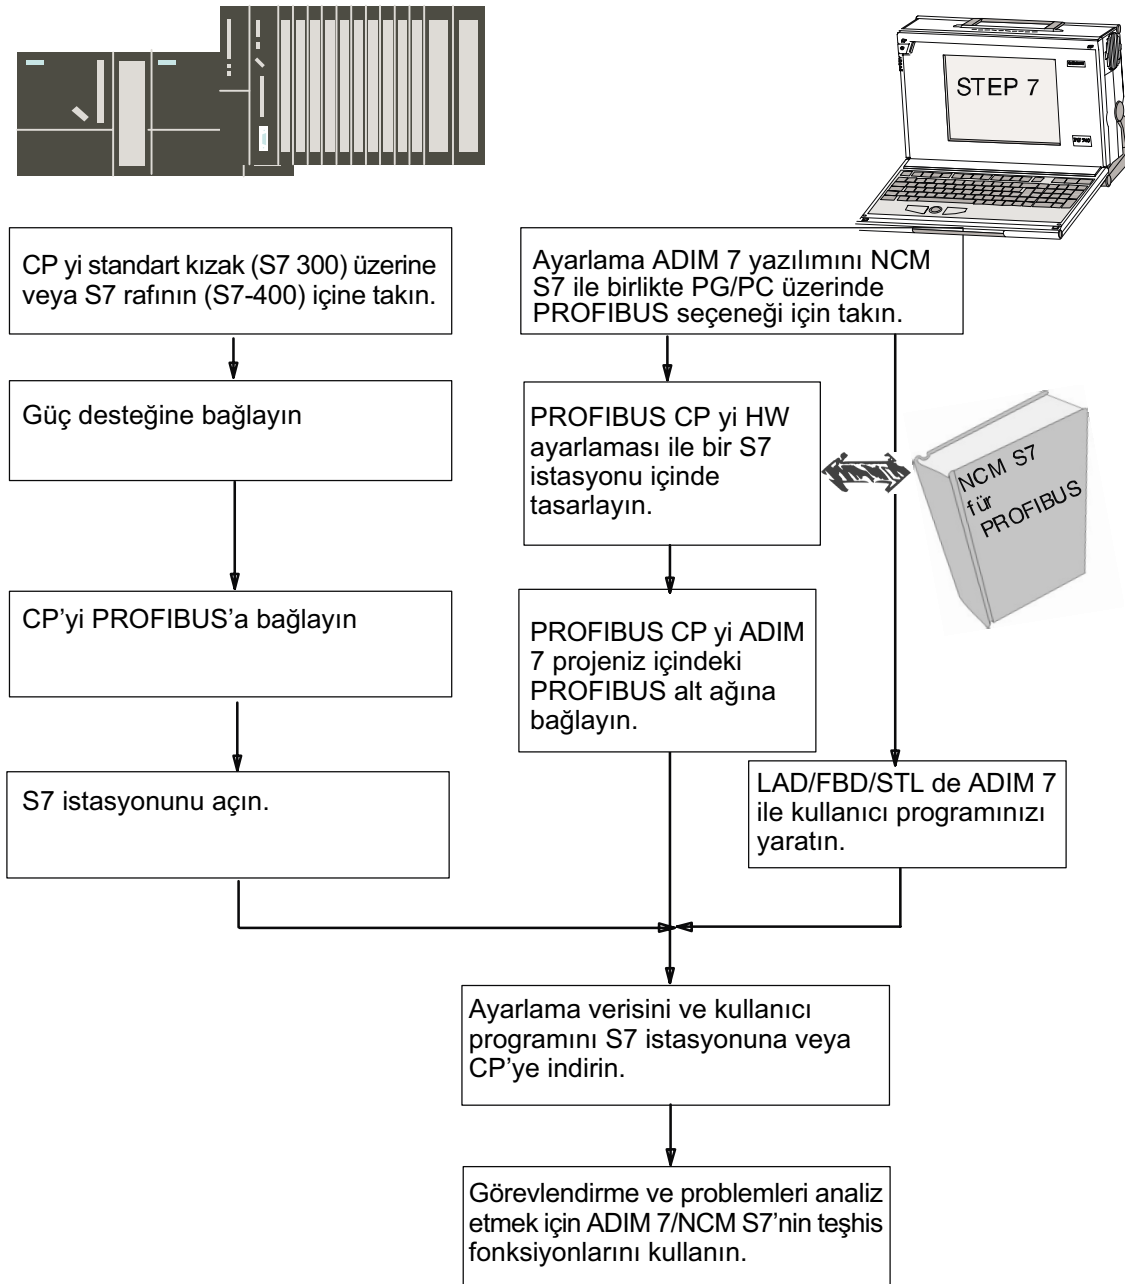 STEP 7
CP yi standart kızak (S7 300) üzerine
veya S7 rafının (S7-400) içine takın.
Güç desteğine bağlayın
CP’yi PROFIBUS’a bağlayın
S7 istasyonunu açın.
Ayarlama ADIM 7 yazılımını NCM
S7 ile birlikte PG/PC üzerinde
PROFIBUS seçeneği için takın.
PROFIBUS CP yi HW
ayarlaması ile bir S7
istasyonu içinde
tasarlayın.
NCM S7
für
PROFIBUS
PROFIBUS CP yi ADIM
7 projeniz içindeki
PROFIBUS alt ağına
bağlayın.
LAD/FBD/STL de ADIM 7
ile kullanıcı programınızı
yaratın.
Ayarlama verisini ve kullanıcı
programını S7 istasyonuna veya
CP’ye indirin.
Görevlendirme ve problemleri analiz
etmek için ADIM 7/NCM S7’nin teşhis
fonksiyonlarını kullanın.